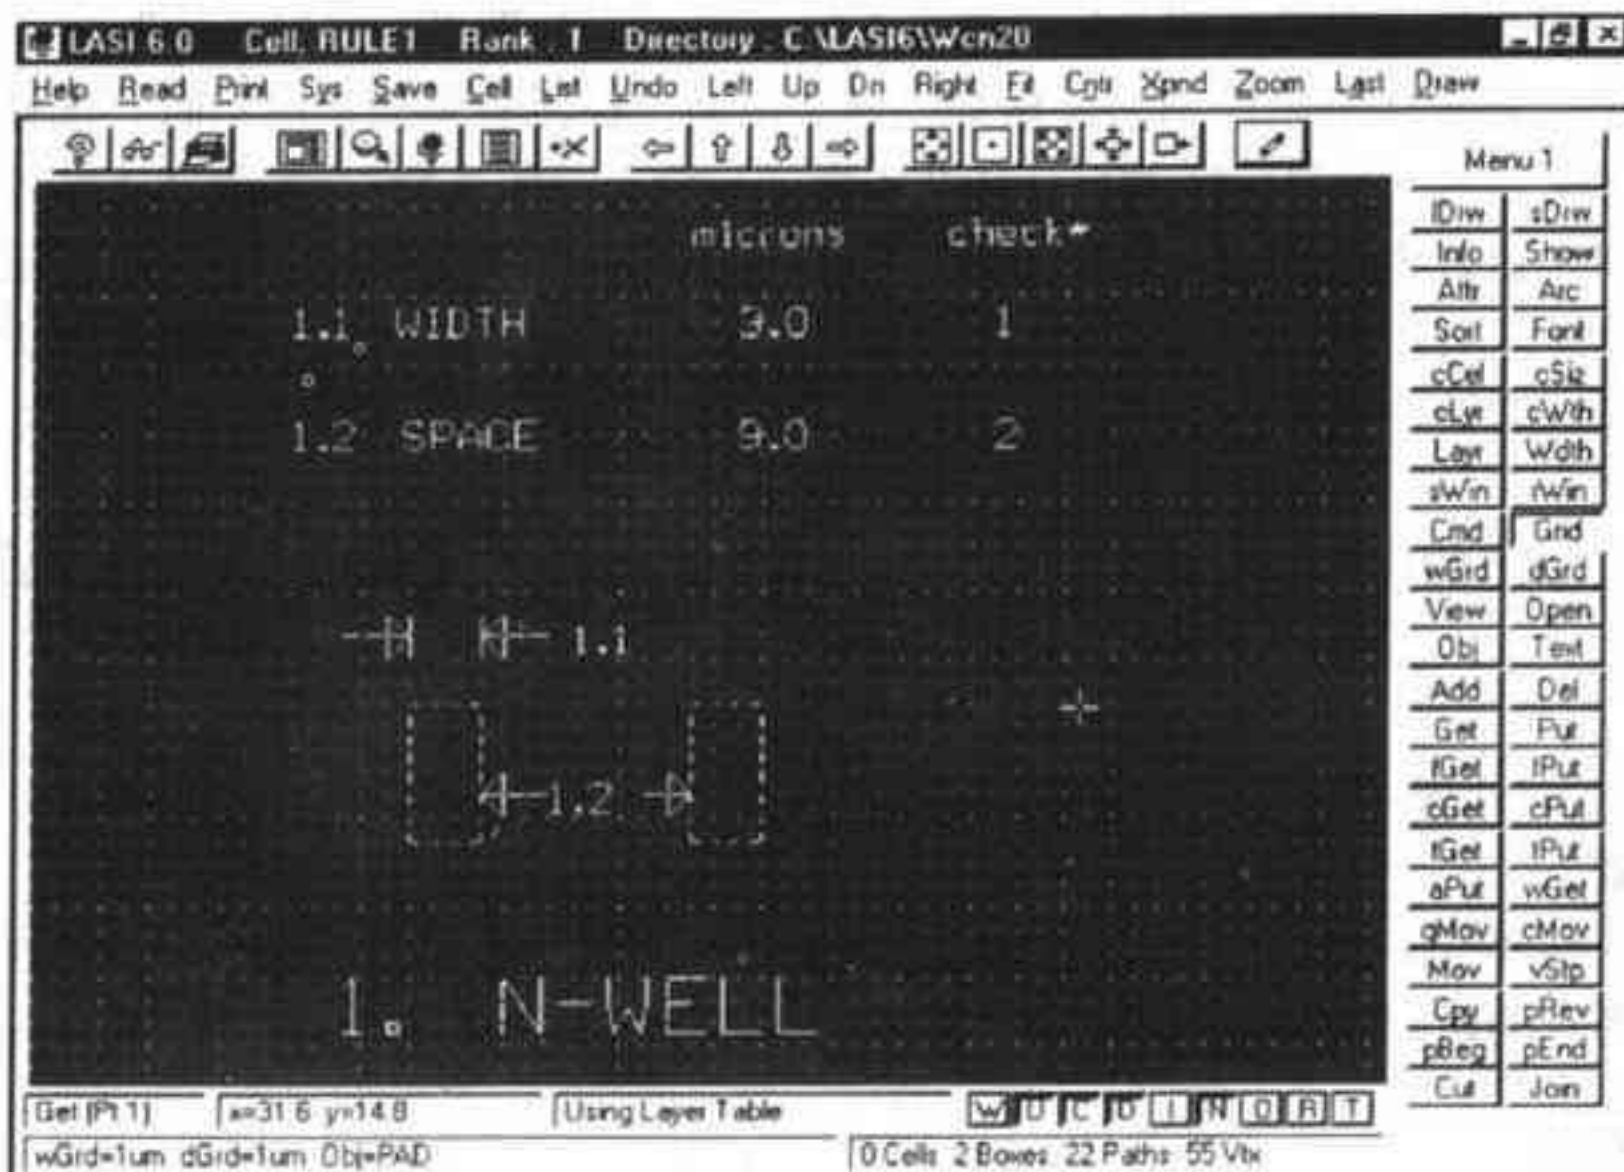 LASI 6.0 Cell. RULE1 Rank . 1 Directory . C:\LASI6\Wcn20
Help Read Print Sys Save Cell List Undo Left Up Dn Right Fit Cntr Xpnd Zoom Last Draw
Menu 1
microns check#
1.1 WIDTH 9.0 1
1.2 SPACE 9.0 2
1.1
1.2
1. N-WELL
lDrw sDrw
Info Show
Attr Arc
Sort Font
cCel cSiz
cLyr cWth
Layr Wdth
sWin rWin
Cmd Grid
wGrd dGrd
View Open
Obj Text
Add Del
Get Put
fGet fPut
cGet cPut
aPut wGet
qMov cMov
Mov vStp
Cpy pRev
pBeg pEnd
Cut Join
Get (Pt 1) x=31.6 y=14.8 Using Layer Table W D C D I N O R T
wGrd=1um dGrd=1um Obj=PAD 0 Cells 2 Boxes 22 Paths 55 Vtx